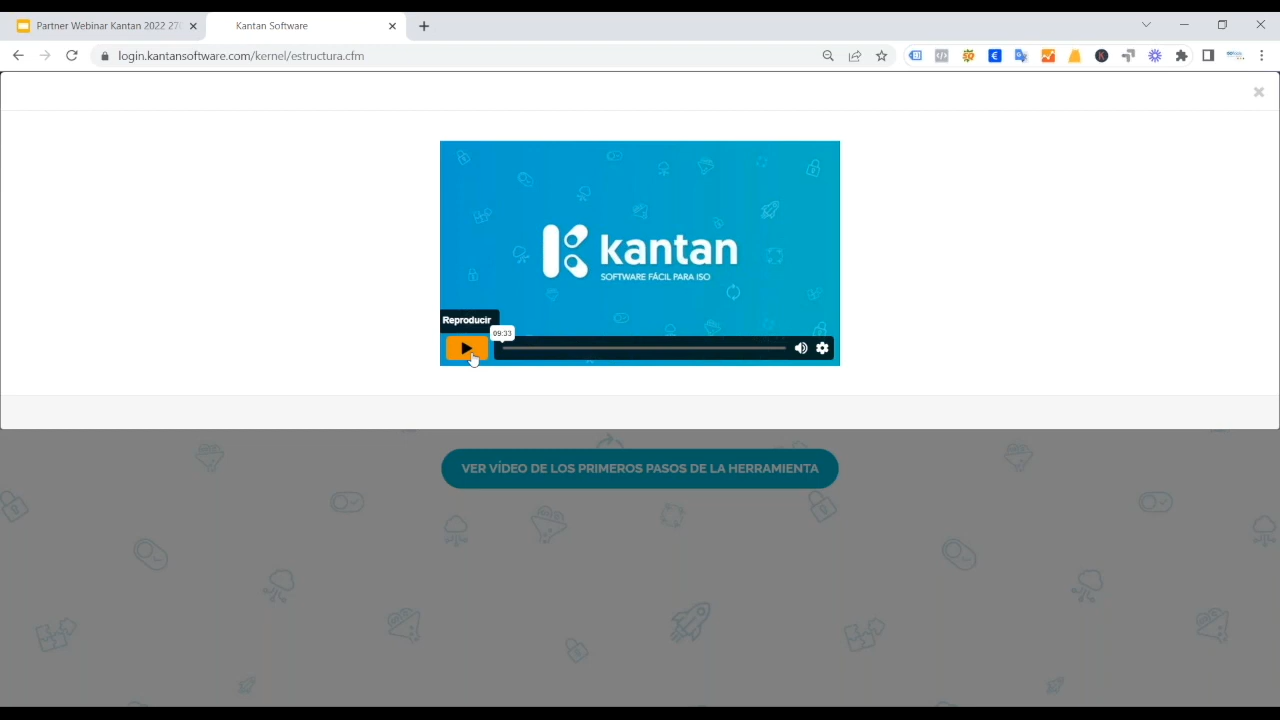 Partner Webinar Kantan 2022 27
Kantan Software
login.kantansoftware.com/kernel/estructura.cfm
kantan
SOFTWARE FÁCIL PARA ISO
Reproducir
09:33
VER VÍDEO DE LOS PRIMEROS PASOS DE LA HERRAMIENTA